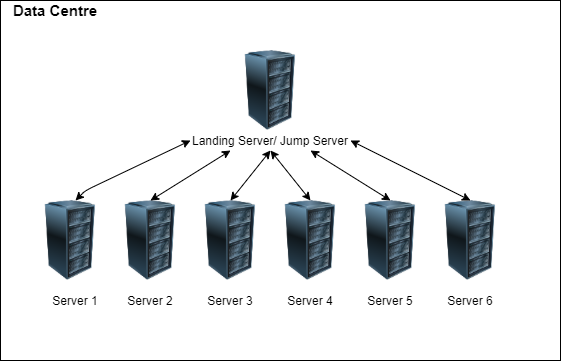 Data Centre
Landing Server/ Jump Server
Server 1
Server 2
Server 3
Server 4
Server 5
Server 6